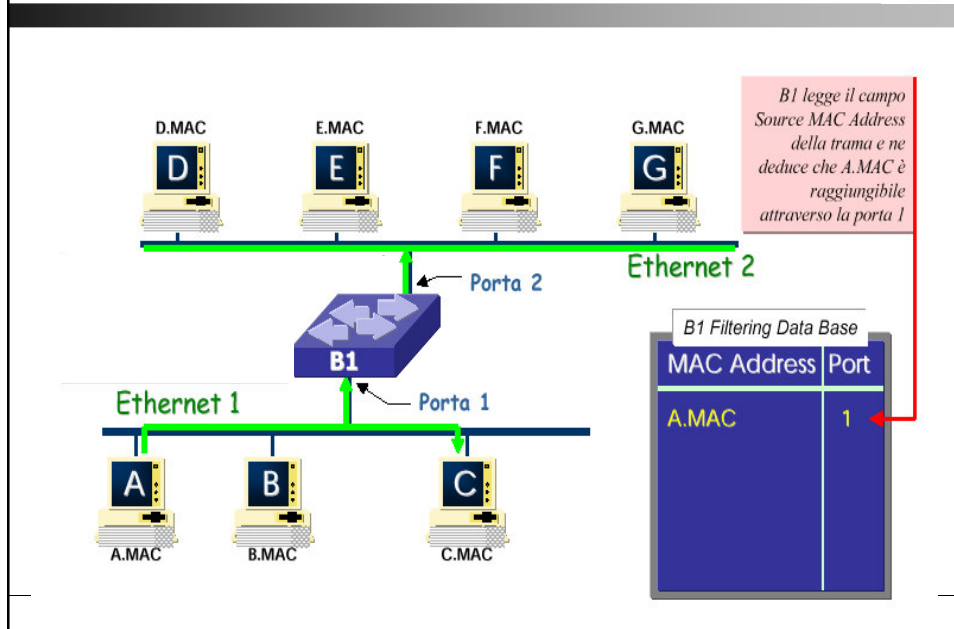 B1 legge il campo
Source MAC Address
della trama e ne
deduce che A.MAC è
raggiungibile
attraverso la porta 1
D.MAC
E.MAC
F.MAC
G.MAC
D
E
F
G
Ethernet 2
Porta 2
B1
Porta 1
Ethernet 1
A
B
C
A.MAC
B.MAC
C.MAC
B1 Filtering Data Base
MAC Address Port
A.MAC 1